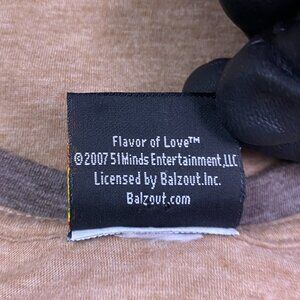 Flavor of Love™
©2007 51Minds Entertainment, LLC
Licensed by Balzout.Inc.
Balzout.com